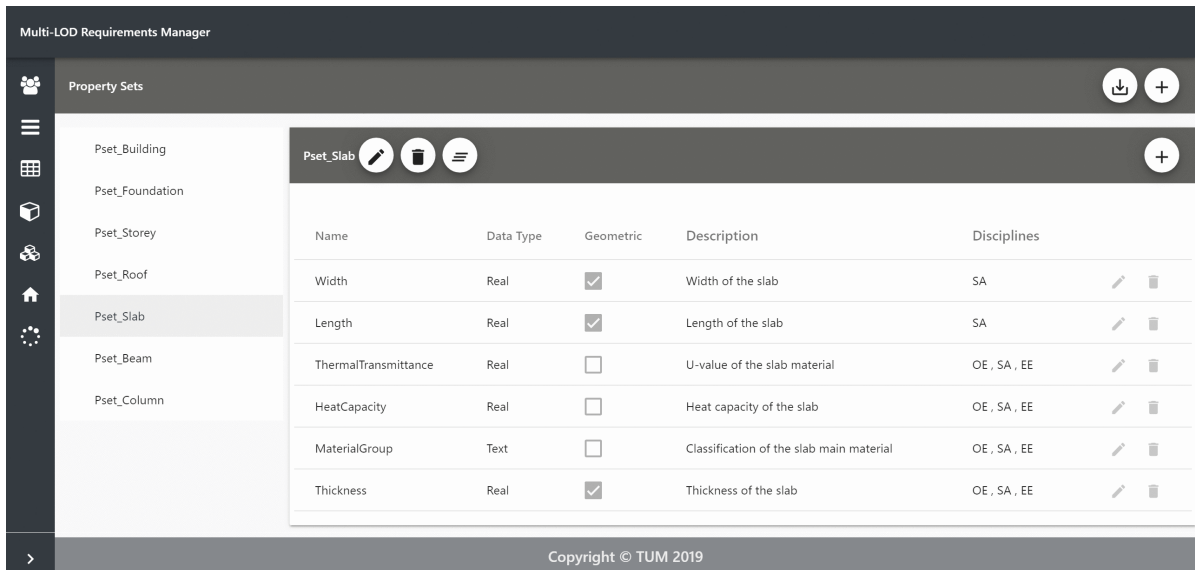 Multi-LOD Requirements Manager
Property Sets
Pset_Building
Pset_Foundation
Pset_Storey
Pset_Roof
Pset_Slab
Pset_Beam
Pset_Column
Pset_Slab
Name Data Type Geometric Description Disciplines
Width Real Width of the slab SA
Length Real Length of the slab SA
ThermalTransmittance Real U-value of the slab material OE , SA , EE
HeatCapacity Real Heat capacity of the slab OE , SA , EE
MaterialGroup Text Classification of the slab main material OE , SA , EE
Thickness Real Thickness of the slab OE , SA , EE
Copyright © TUM 2019